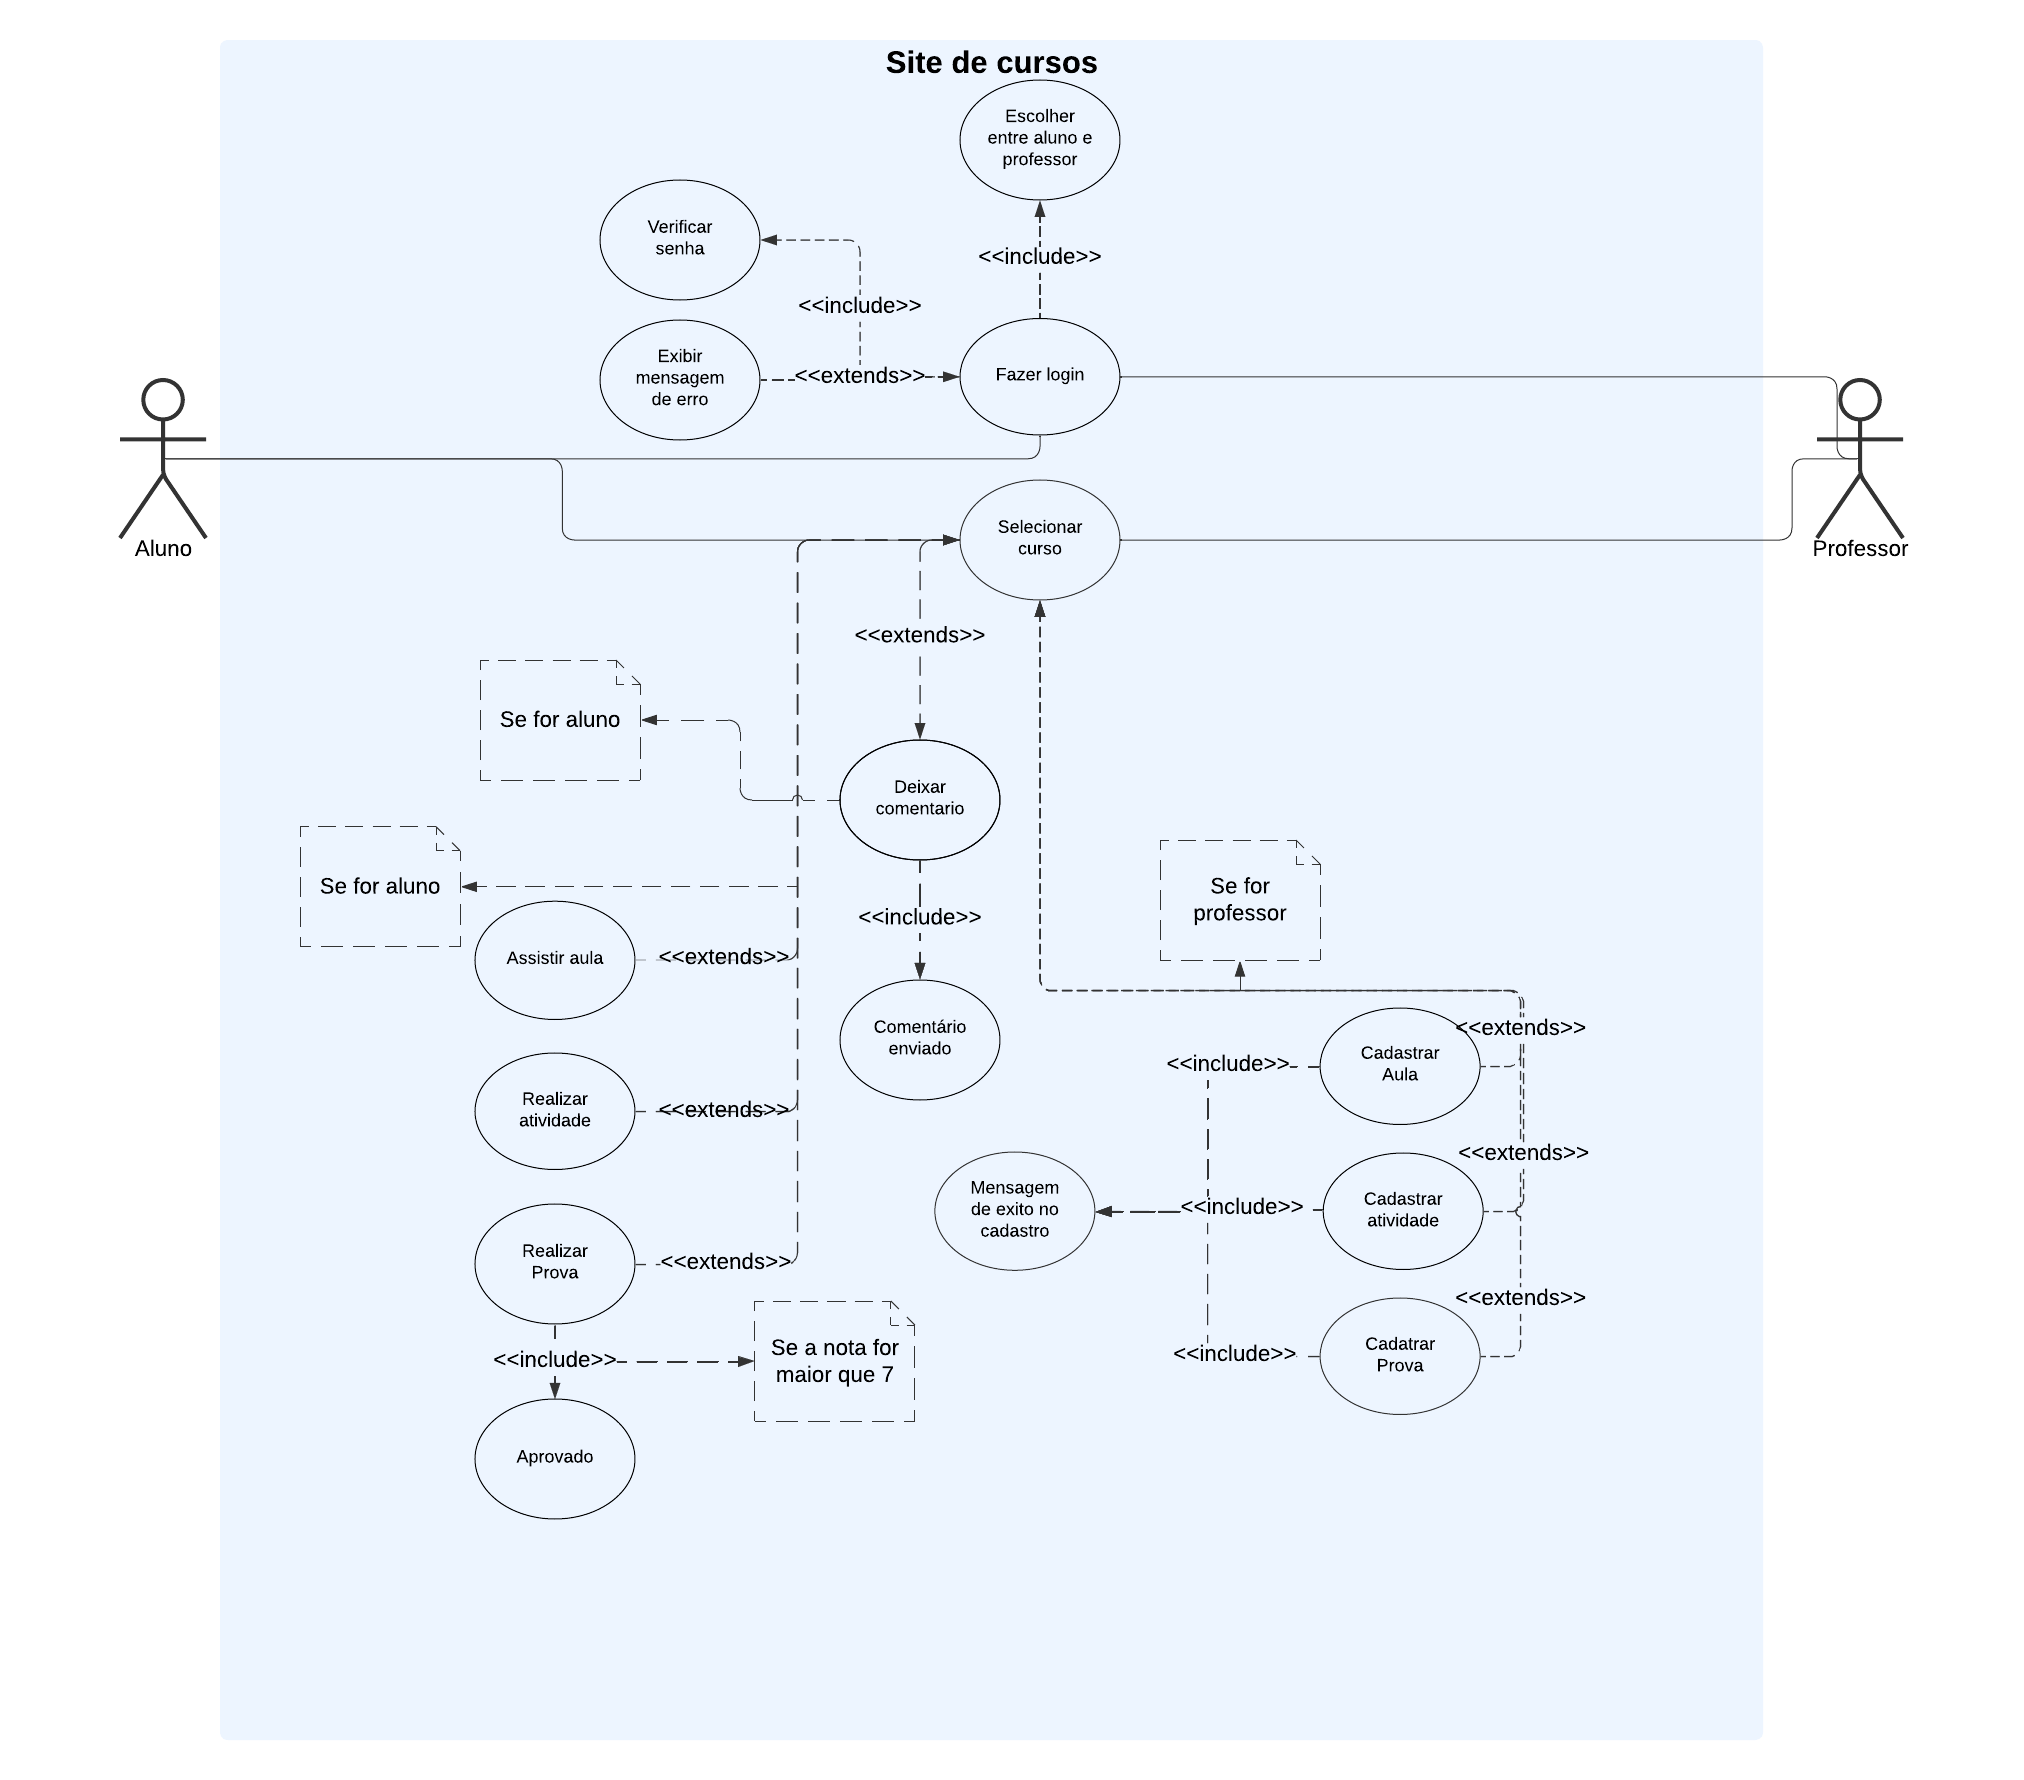 Site de cursos
Escolher
entre aluno e
professor
Verificar
senha
<<include>>
<<include>>
Exibir
mensagem
de erro
<<extends>>
Fazer login
Aluno
Selecionar
curso
Professor
<<extends>>
Se for aluno
Deixar
comentario
Se for aluno
Se for
professor
<<include>>
Assistir aula
<<extends>>
Comentário
enviado
<<extends>>
Cadastrar
Aula
<<include>>
Realizar
atividade
<<extends>>
<<extends>>
Mensagem
de exito no
cadastro
<<include>>
Cadastrar
atividade
Realizar
Prova
<<extends>>
<<extends>>
<<include>>
Se a nota for
maior que 7
<<include>>
Cadatrar
Prova
Aprovado